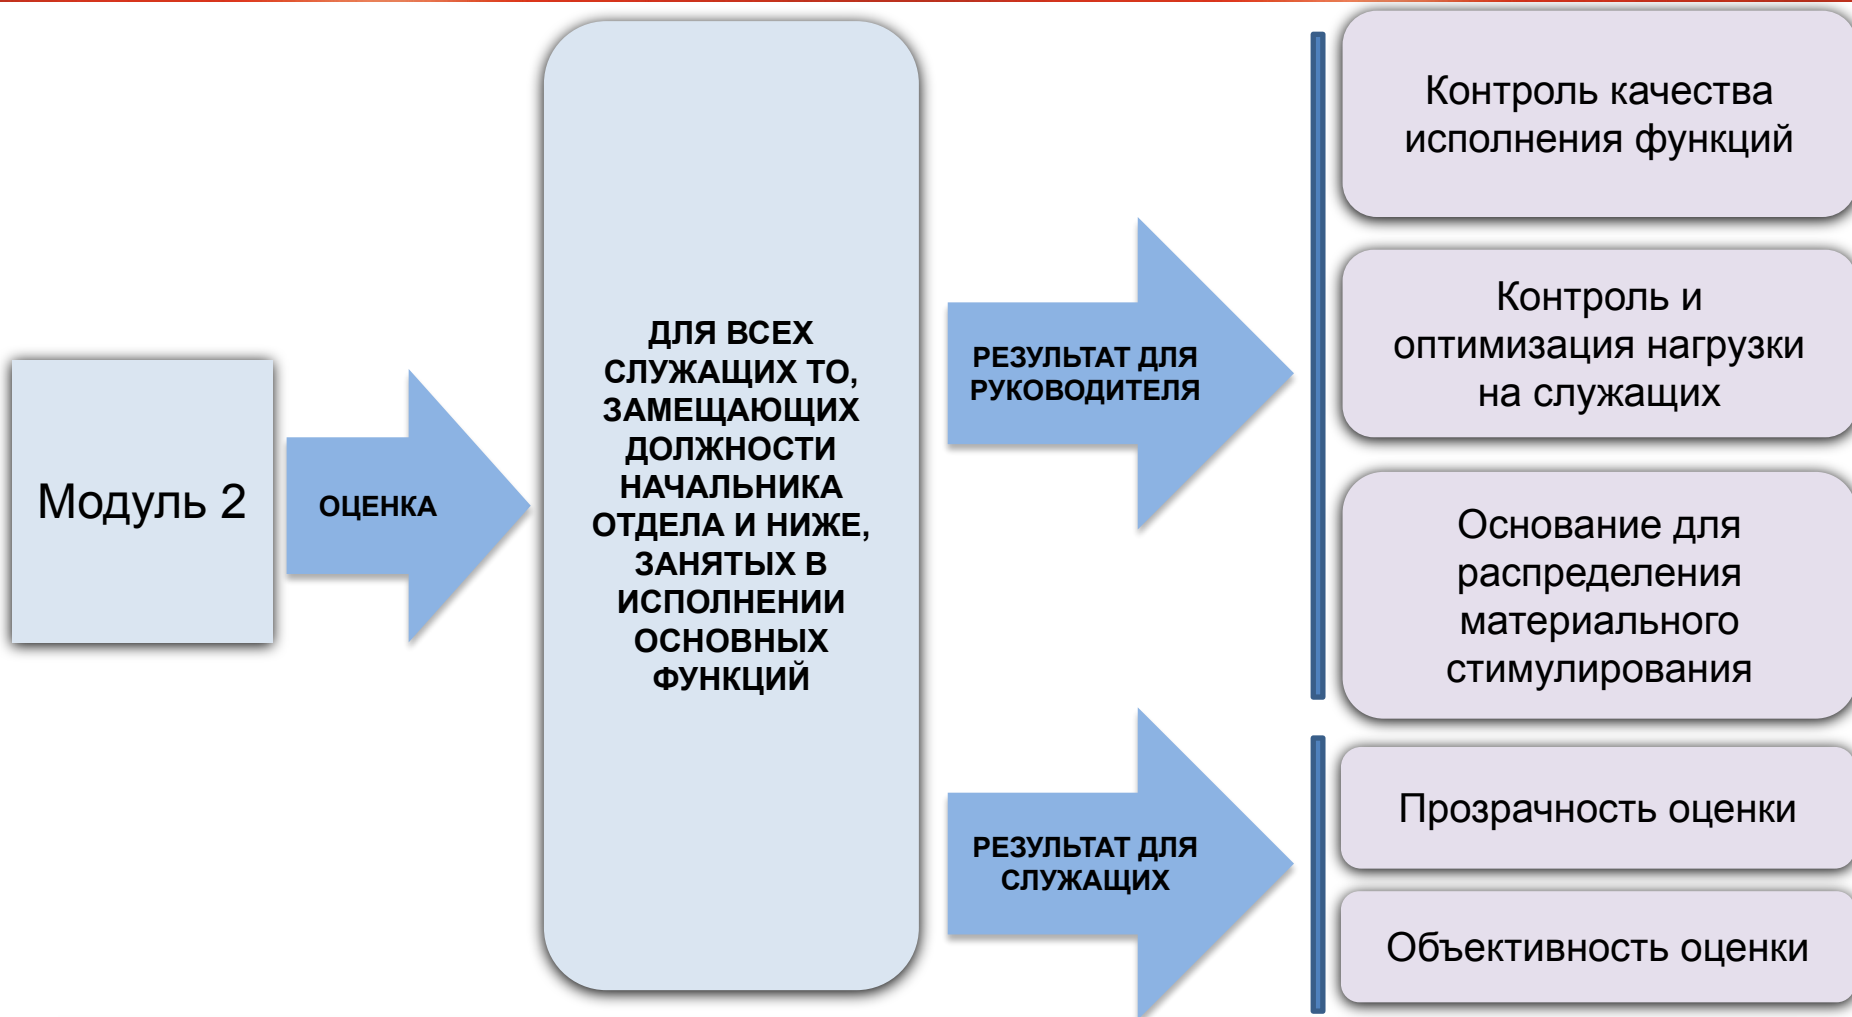 Модуль 2
ОЦЕНКА
ДЛЯ ВСЕХ
СЛУЖАЩИХ ТО,
ЗАМЕЩАЮЩИХ
ДОЛЖНОСТИ
НАЧАЛЬНИКА
ОТДЕЛА И НИЖЕ,
ЗАНЯТЫХ В
ИСПОЛНЕНИИ
ОСНОВНЫХ
ФУНКЦИЙ
РЕЗУЛЬТАТ ДЛЯ
РУКОВОДИТЕЛЯ
Контроль качества
исполнения функций
Контроль и
оптимизация нагрузки
на служащих
Основание для
распределения
материального
стимулирования
РЕЗУЛЬТАТ ДЛЯ
СЛУЖАЩИХ
Прозрачность оценки
Объективность оценки